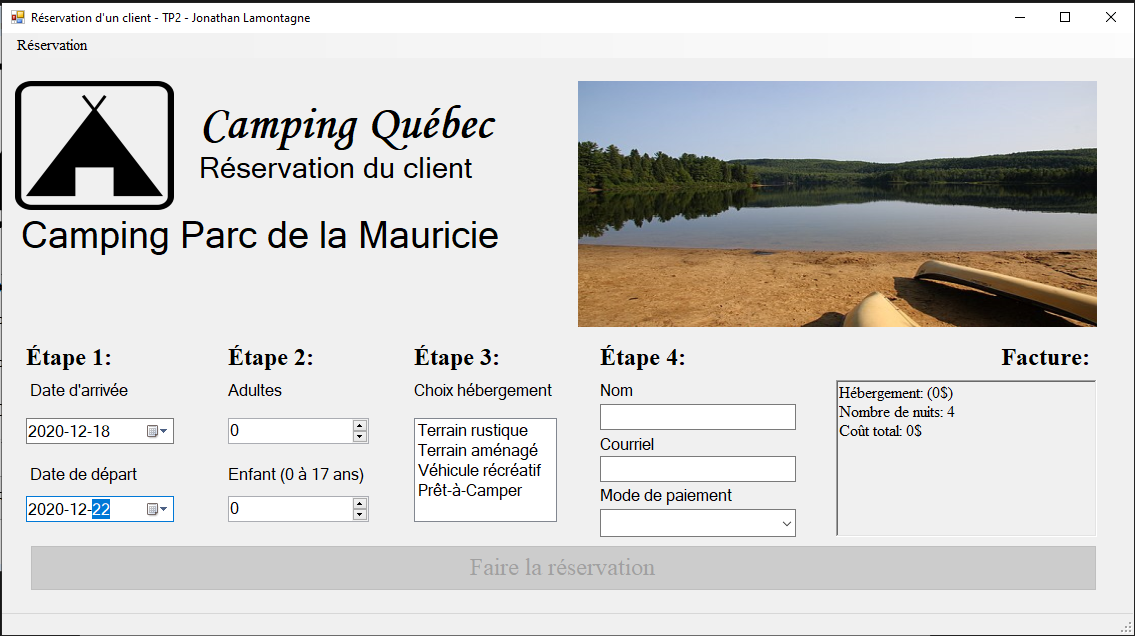 Réservation d'un client - TP2 - Jonathan Lamontagne
Réservation
Camping Québec
Réservation du client
Camping Parc de la Mauricie
Étape 1:
Date d'arrivée
2020-12-18
Date de départ
2020-12-22
Étape 2:
Adultes
0
Enfant (0 à 17 ans)
0
Étape 3:
Choix hébergement
Terrain rustique
Terrain aménagé
Véhicule récréatif
Prêt-à-Camper
Étape 4:
Nom
Courriel
Mode de paiement
Facture:
Hébergement: (0$)
Nombre de nuits: 4
Coût total: 0$
Faire la réservation